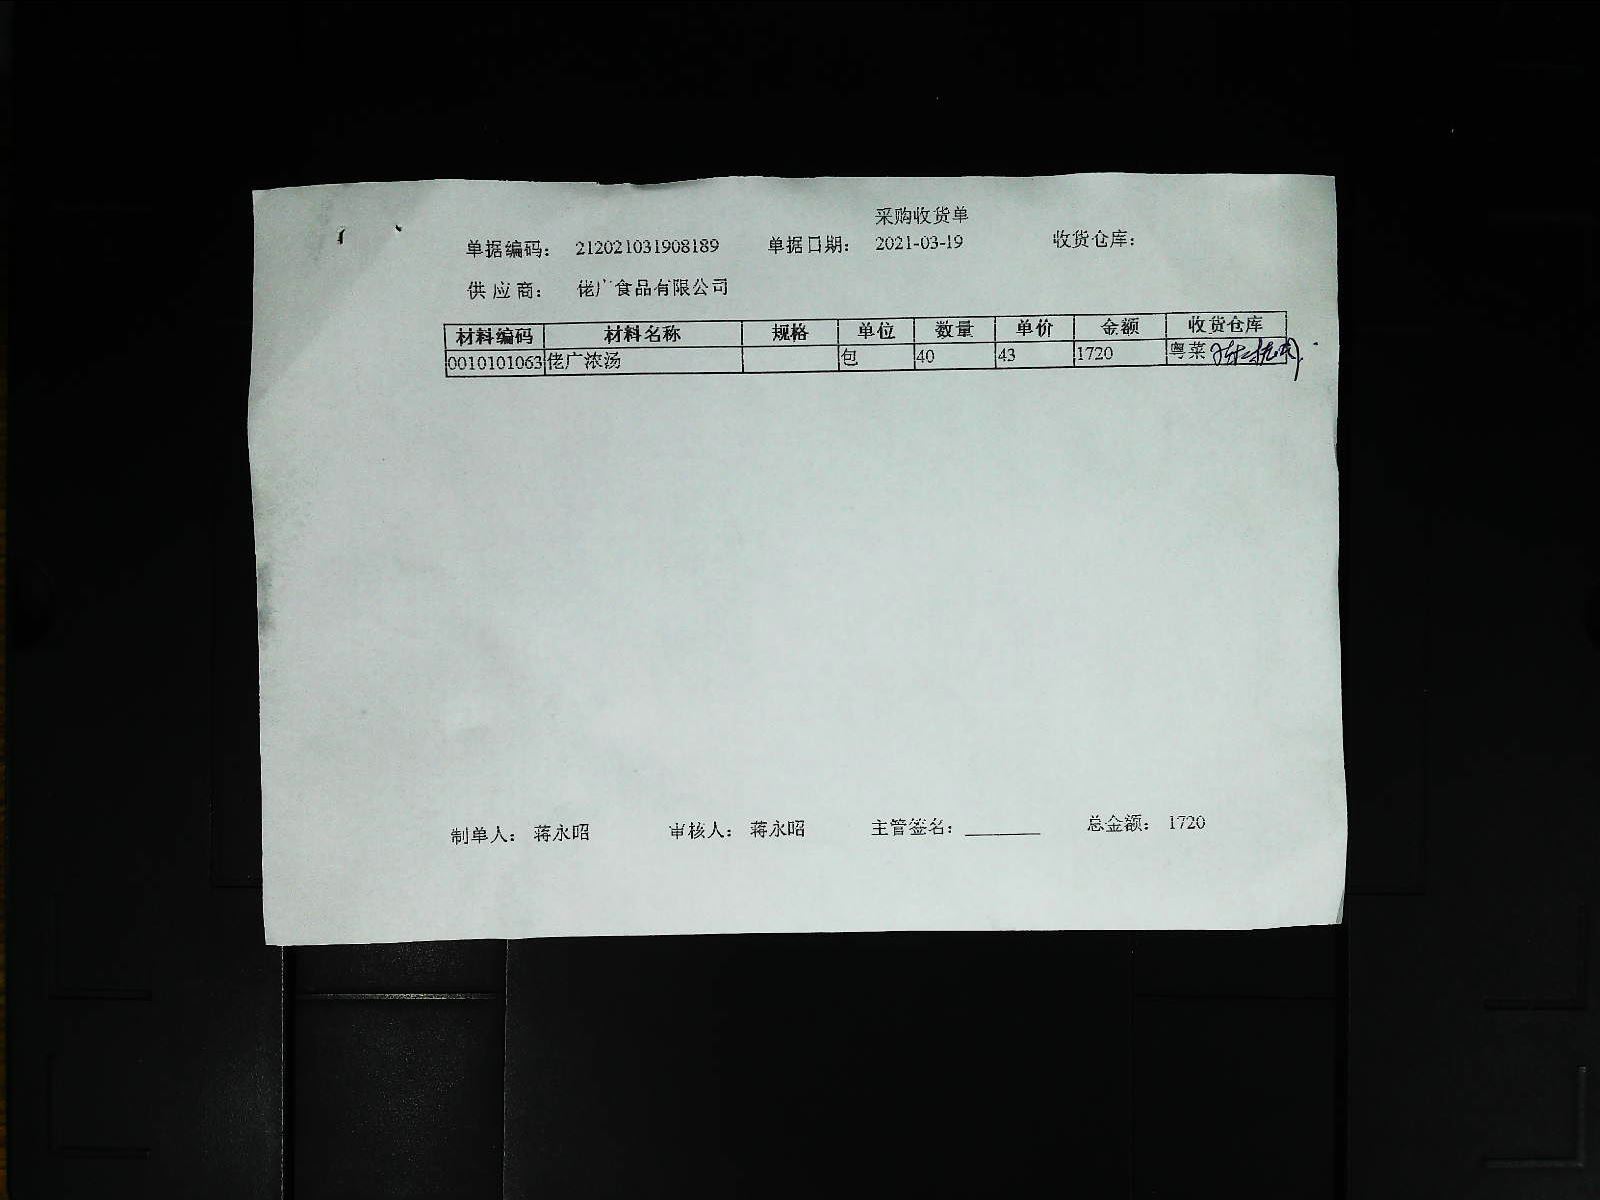 采购收货单
单据编码： 212021031908189 单据日期： 2021-03-19 收货仓库：
供 应 商： 佬广食品有限公司
材料编码 材料名称 规格 单位 数量 单价 金额 收货仓库
0010101063 佬广浓汤 包 40 43 1720 粤菜
制单人： 蒋永昭 审核人： 蒋永昭 主管签名：________ 总金额： 1720